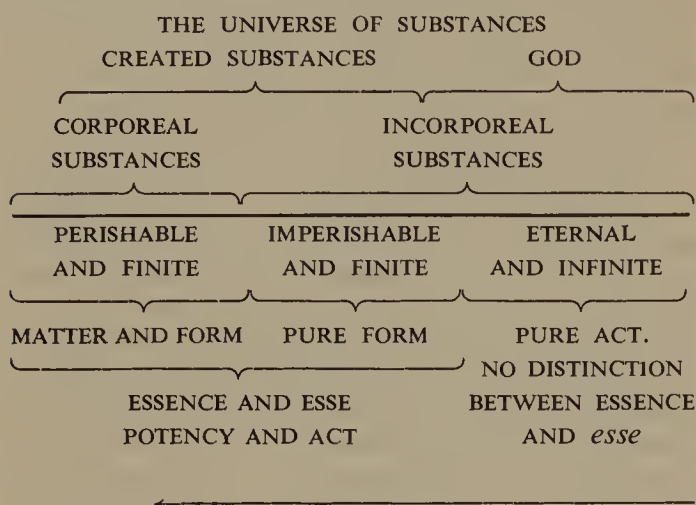 THE UNIVERSE OF SUBSTANCES
CREATED SUBSTANCES GOD
CORPOREAL INCORPOREAL
SUBSTANCES SUBSTANCES
PERISHABLE IMPERISHABLE ETERNAL
AND FINITE AND FINITE AND INFINITE
MATTER AND FORM PURE FORM PURE ACT.
NO DISTINCTION
ESSENCE AND ESSE BETWEEN ESSENCE
POTENCY AND ACT AND esse